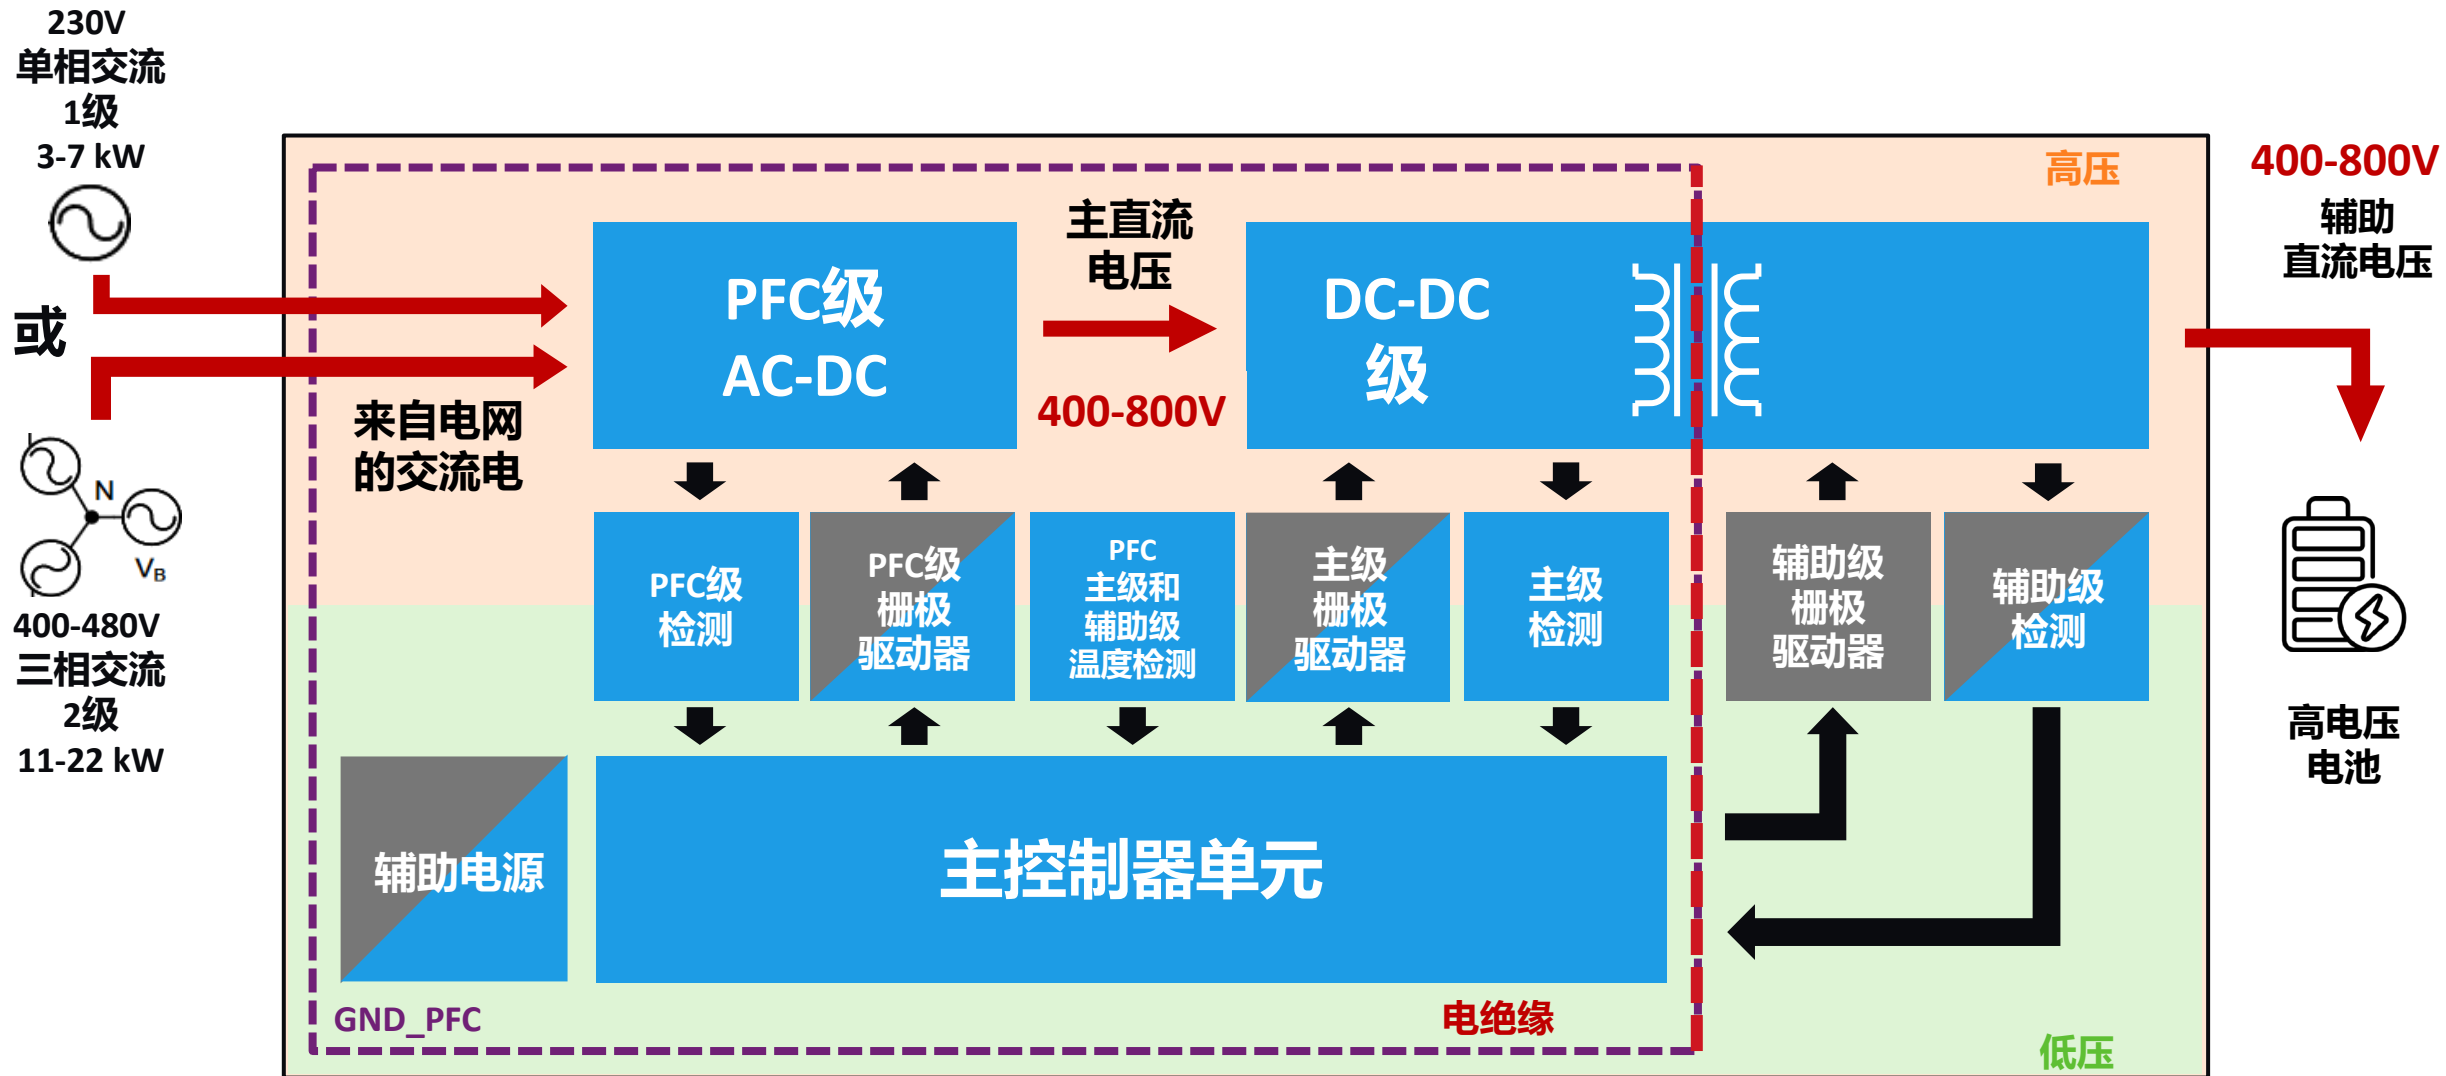 230V
单相交流
1级
3-7 kW
或
N
V_B
400-480V
三相交流
2级
11-22 kW
来自电网
的交流电
PFC级
AC-DC
主直流
电压
400-800V
DC-DC
级
高压
400-800V
辅助
直流电压
PFC级
检测
PFC级
栅极
驱动器
PFC
主级和
辅助级
温度检测
主级
栅极
驱动器
主级
检测
辅助级
栅极
驱动器
辅助级
检测
高电压
电池
辅助电源
主控制器单元
GND_PFC
电绝缘
低压